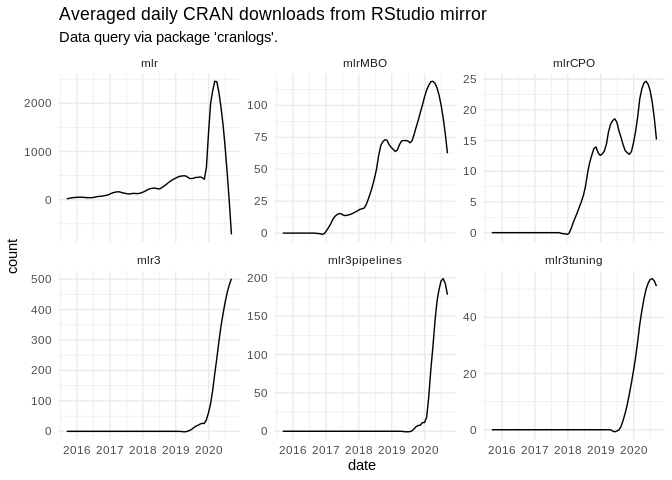 Averaged daily CRAN downloads from RStudio mirror
Data query via package 'cranlogs'.
mlr
mlrMBO
mlrCPO
2000
1000
0
100
75
50
25
0
25
20
15
10
5
0
count
mlr3
mlr3pipelines
mlr3tuning
500
400
300
200
100
0
200
150
100
50
0
40
20
0
2016 2017 2018 2019 2020
2016 2017 2018 2019 2020
2016 2017 2018 2019 2020
date